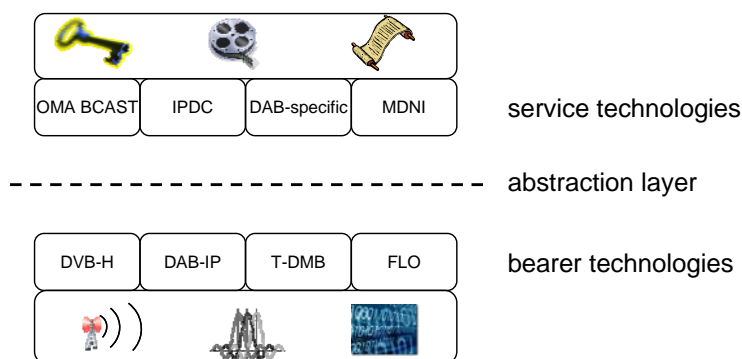 OMA BCAST IPDC DAB-specific MDNI service technologies
abstraction layer
DVB-H DAB-IP T-DMB FLO bearer technologies